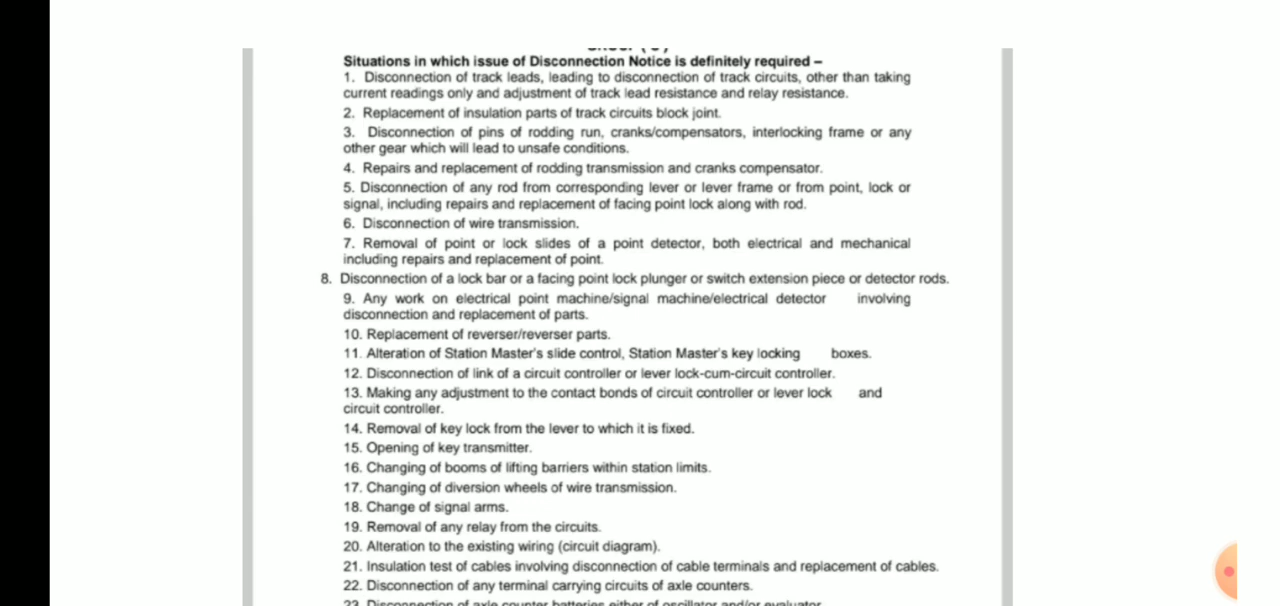 Situations in which issue of Disconnection Notice is definitely required –
1. Disconnection of track leads, leading to disconnection of track circuits, other than taking
current readings only and adjustment of track lead resistance and relay resistance.
2. Replacement of insulation parts of track circuits block joint.
3. Disconnection of pins of rodding run, cranks/compensators, interlocking frame or any
other gear which will lead to unsafe conditions.
4. Repairs and replacement of rodding transmission and cranks compensator.
5. Disconnection of any rod from corresponding lever or lever frame or from point, lock or
signal, including repairs and replacement of facing point lock along with rod.
6. Disconnection of wire transmission.
7. Removal of point or lock slides of a point detector, both electrical and mechanical
including repairs and replacement of point.
8. Disconnection of a lock bar or a facing point lock plunger or switch extension piece or detector rods.
9. Any work on electrical point machine/signal machine/electrical detector involving
disconnection and replacement of parts.
10. Replacement of reverser/reverser parts.
11. Alteration of Station Master's slide control, Station Master's key locking boxes.
12. Disconnection of link of a circuit controller or lever lock-cum-circuit controller.
13. Making any adjustment to the contact bonds of circuit controller or lever lock and
circuit controller.
14. Removal of key lock from the lever to which it is fixed.
15. Opening of key transmitter.
16. Changing of booms of lifting barriers within station limits.
17. Changing of diversion wheels of wire transmission.
18. Change of signal arms.
19. Removal of any relay from the circuits.
20. Alteration to the existing wiring (circuit diagram).
21. Insulation test of cables involving disconnection of cable terminals and replacement of cables.
22. Disconnection of any terminal carrying circuits of axle counters.
23. Disconnection of axle counter batteries either of oscillator and/or evaluator